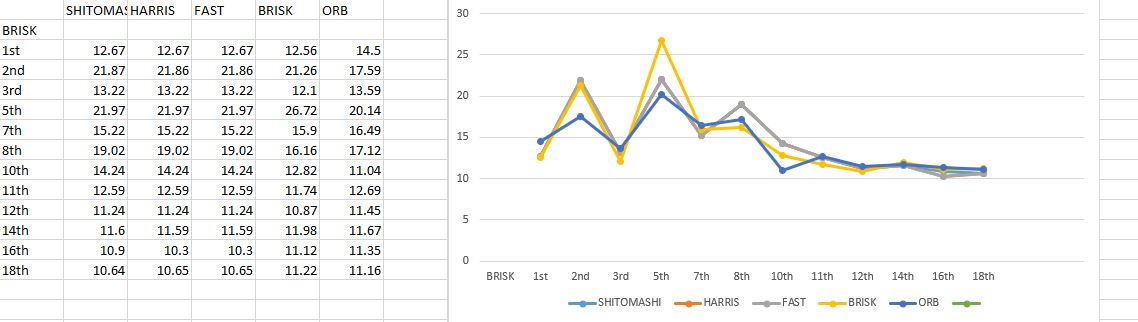 SHITOMAS HARRIS FAST BRISK ORB
BRISK
1st 12.67 12.67 12.67 12.56 14.5
2nd 21.87 21.86 21.86 21.26 17.59
3rd 13.22 13.22 13.22 12.1 13.59
5th 21.97 21.97 21.97 26.72 20.14
7th 15.22 15.22 15.22 15.9 16.49
8th 19.02 19.02 19.02 16.16 17.12
10th 14.24 14.24 14.24 12.82 11.04
11th 12.59 12.59 12.59 11.74 12.69
12th 11.24 11.24 11.24 10.87 11.45
14th 11.6 11.59 11.59 11.98 11.67
16th 10.9 10.3 10.3 11.12 11.35
18th 10.64 10.65 10.65 11.22 11.16
30
25
20
15
10
5
0
BRISK 1st 2nd 3rd 5th 7th 8th 10th 11th 12th 14th 16th 18th
SHITOMASHI HARRIS FAST BRISK ORB